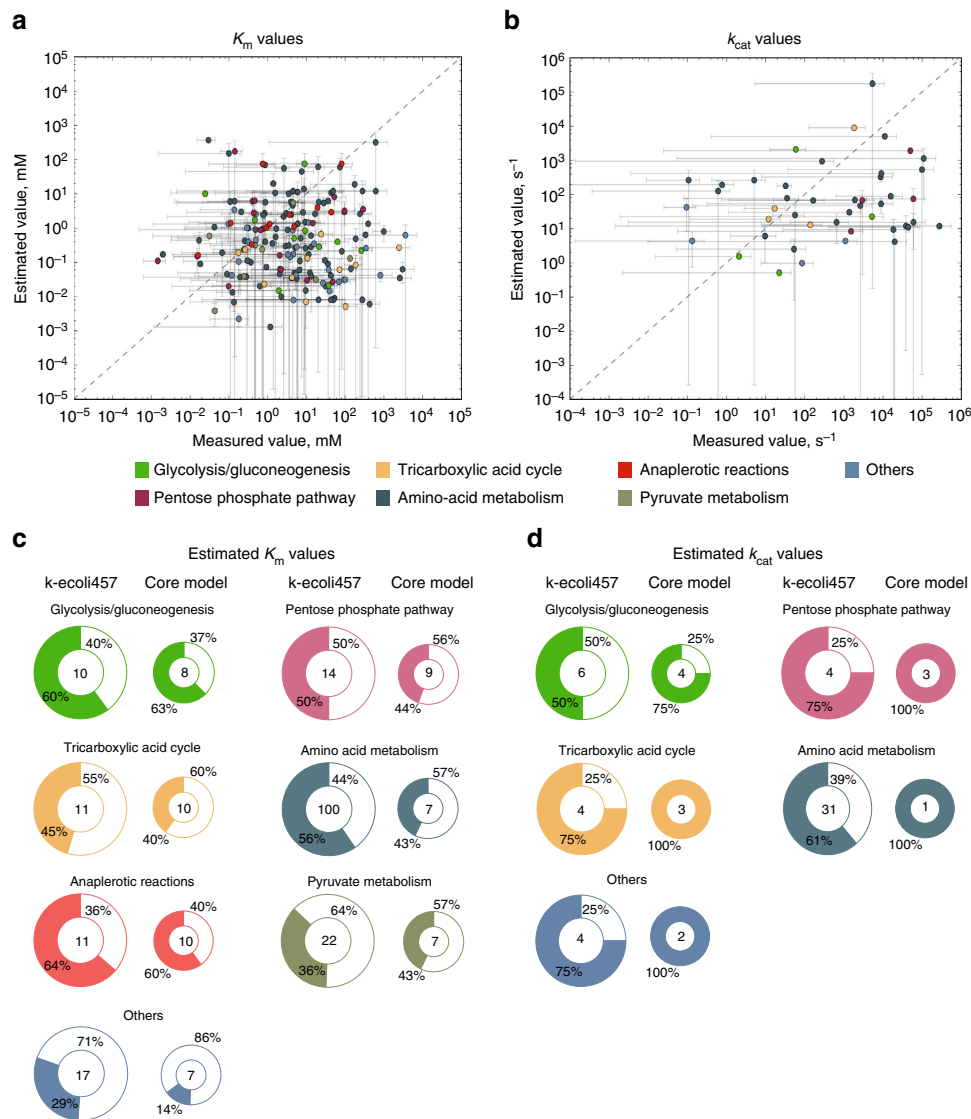 a
K_m values
Estimated value, mM
10^5
10^4
10^3
10^2
10^1
10^0
10^−1
10^−2
10^−3
10^−4
10^−5
10^−5 10^−4 10^−3 10^−2 10^−1 10^0 10^1 10^2 10^3 10^4 10^5
Measured value, mM
b
k_cat values
Estimated value, s^−1
10^6
10^5
10^4
10^3
10^2
10^1
10^0
10^−1
10^−2
10^−3
10^−4
10^−4 10^−3 10^−2 10^−1 10^0 10^1 10^2 10^3 10^4 10^5 10^6
Measured value, s^−1
Glycolysis/gluconeogenesis
Tricarboxylic acid cycle
Anaplerotic reactions
Others
Pentose phosphate pathway
Amino-acid metabolism
Pyruvate metabolism
c
Estimated K_m values
k-ecoli457 Core model k-ecoli457 Core model
Glycolysis/gluconeogenesis
40%
10
60%
37%
8
63%
Pentose phosphate pathway
50%
14
50%
56%
9
44%
Tricarboxylic acid cycle
55%
11
45%
60%
10
40%
Amino acid metabolism
44%
100
56%
57%
7
43%
Anaplerotic reactions
36%
11
64%
40%
10
60%
Pyruvate metabolism
64%
22
36%
57%
7
43%
Others
71%
17
29%
86%
7
14%
d
Estimated k_cat values
k-ecoli457 Core model k-ecoli457 Core model
Glycolysis/gluconeogenesis
50%
6
50%
25%
4
75%
Pentose phosphate pathway
25%
4
75%
3
100%
Tricarboxylic acid cycle
25%
4
75%
3
100%
Amino acid metabolism
39%
31
61%
1
100%
Others
25%
4
75%
2
100%